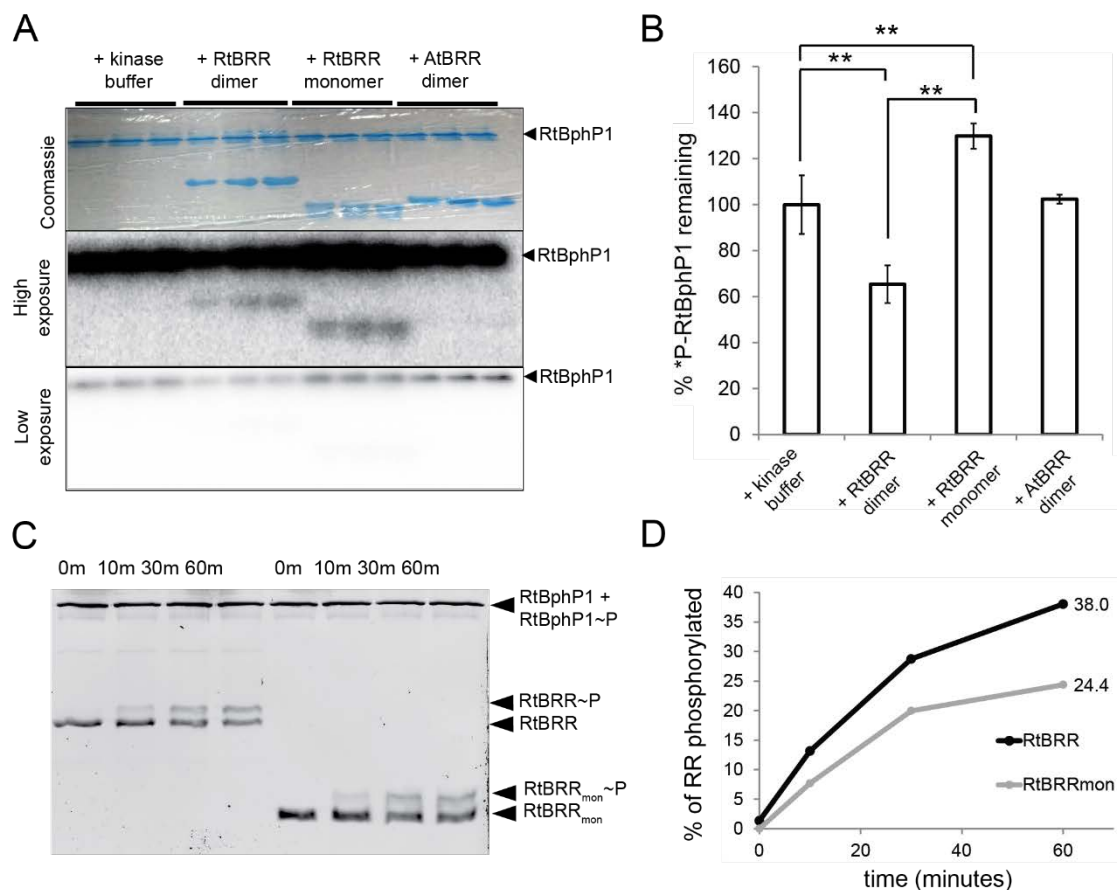 A
+ kinase
buffer
+ RtBRR
dimer
+ RtBRR
monomer
+ AtBRR
dimer
Coomassie
RtBphP1
High
exposure
RtBphP1
Low
exposure
RtBphP1
B
% *P-RtBphP1 remaining
160
140
120
100
80
60
40
20
0
**
**
**
+ kinase
buffer
+ RtBRR
dimer
+ RtBRR
monomer
+ AtBRR
dimer
C
0m 10m 30m 60m 0m 10m 30m 60m
RtBphP1 +
RtBphP1~P
RtBRR~P
RtBRR
RtBRRmon~P
RtBRRmon
D
% of RR phosphorylated
40
35
30
25
20
15
10
5
0
38.0
24.4
RtBRR
RtBRRmon
0 20 40 60
time (minutes)